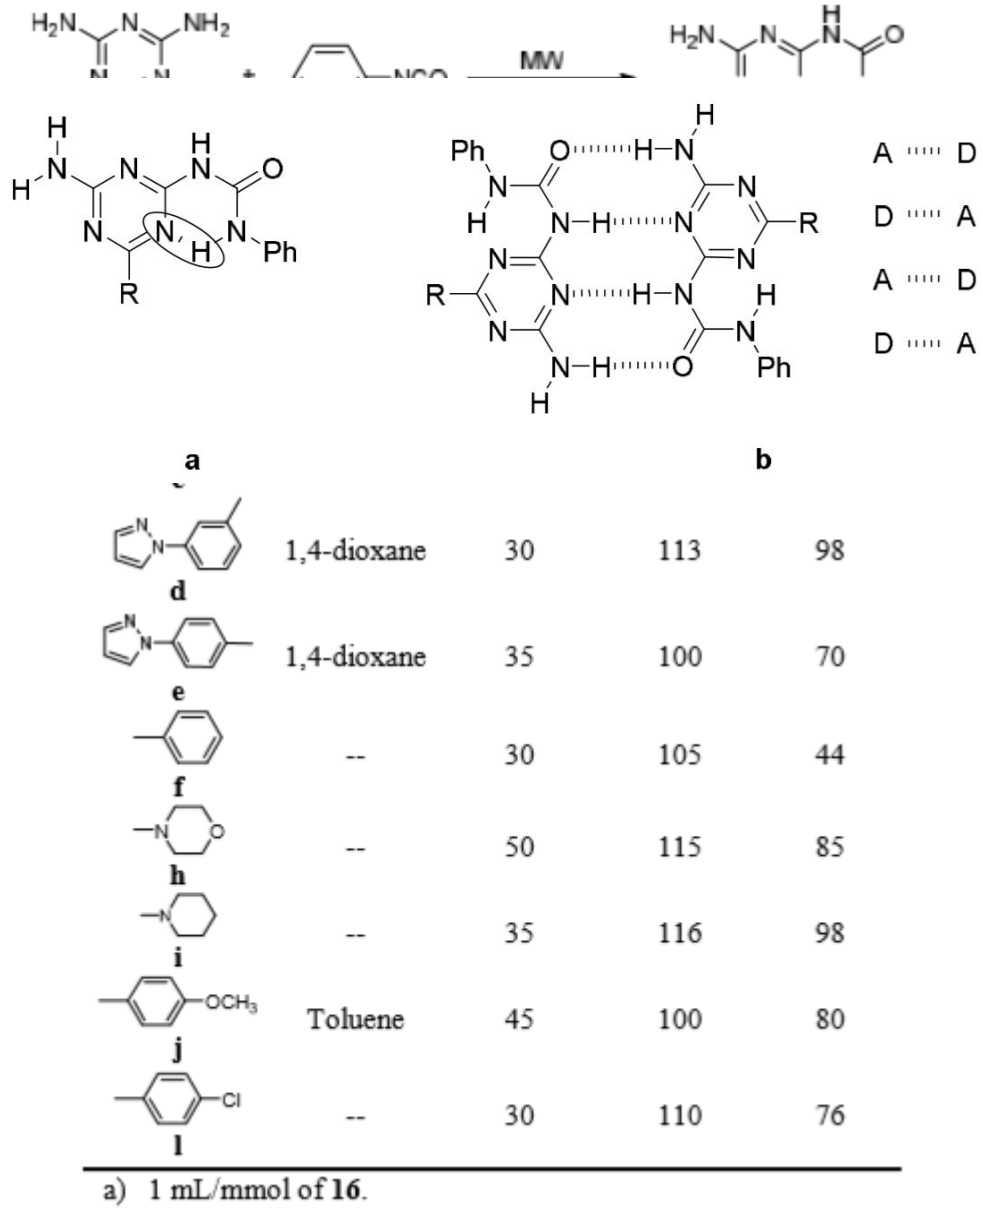 H₂N N NH₂ MW H₂N N H N O
N N + NCO
H H N O
N N N
H N N N Ph
H
R
H
Ph O H N
N N N
H N H N R
N N
R N H N H
N N
N H O Ph
H
A D
D A
A D
D A
a b
N N 1,4-dioxane 30 113 98
d
N N 1,4-dioxane 35 100 70
e
-- 30 105 44
f
N O -- 50 115 85
h
N -- 35 116 98
i
OCH₃ Toluene 45 100 80
j
Cl -- 30 110 76
l
a) 1 mL/mmol of 16.